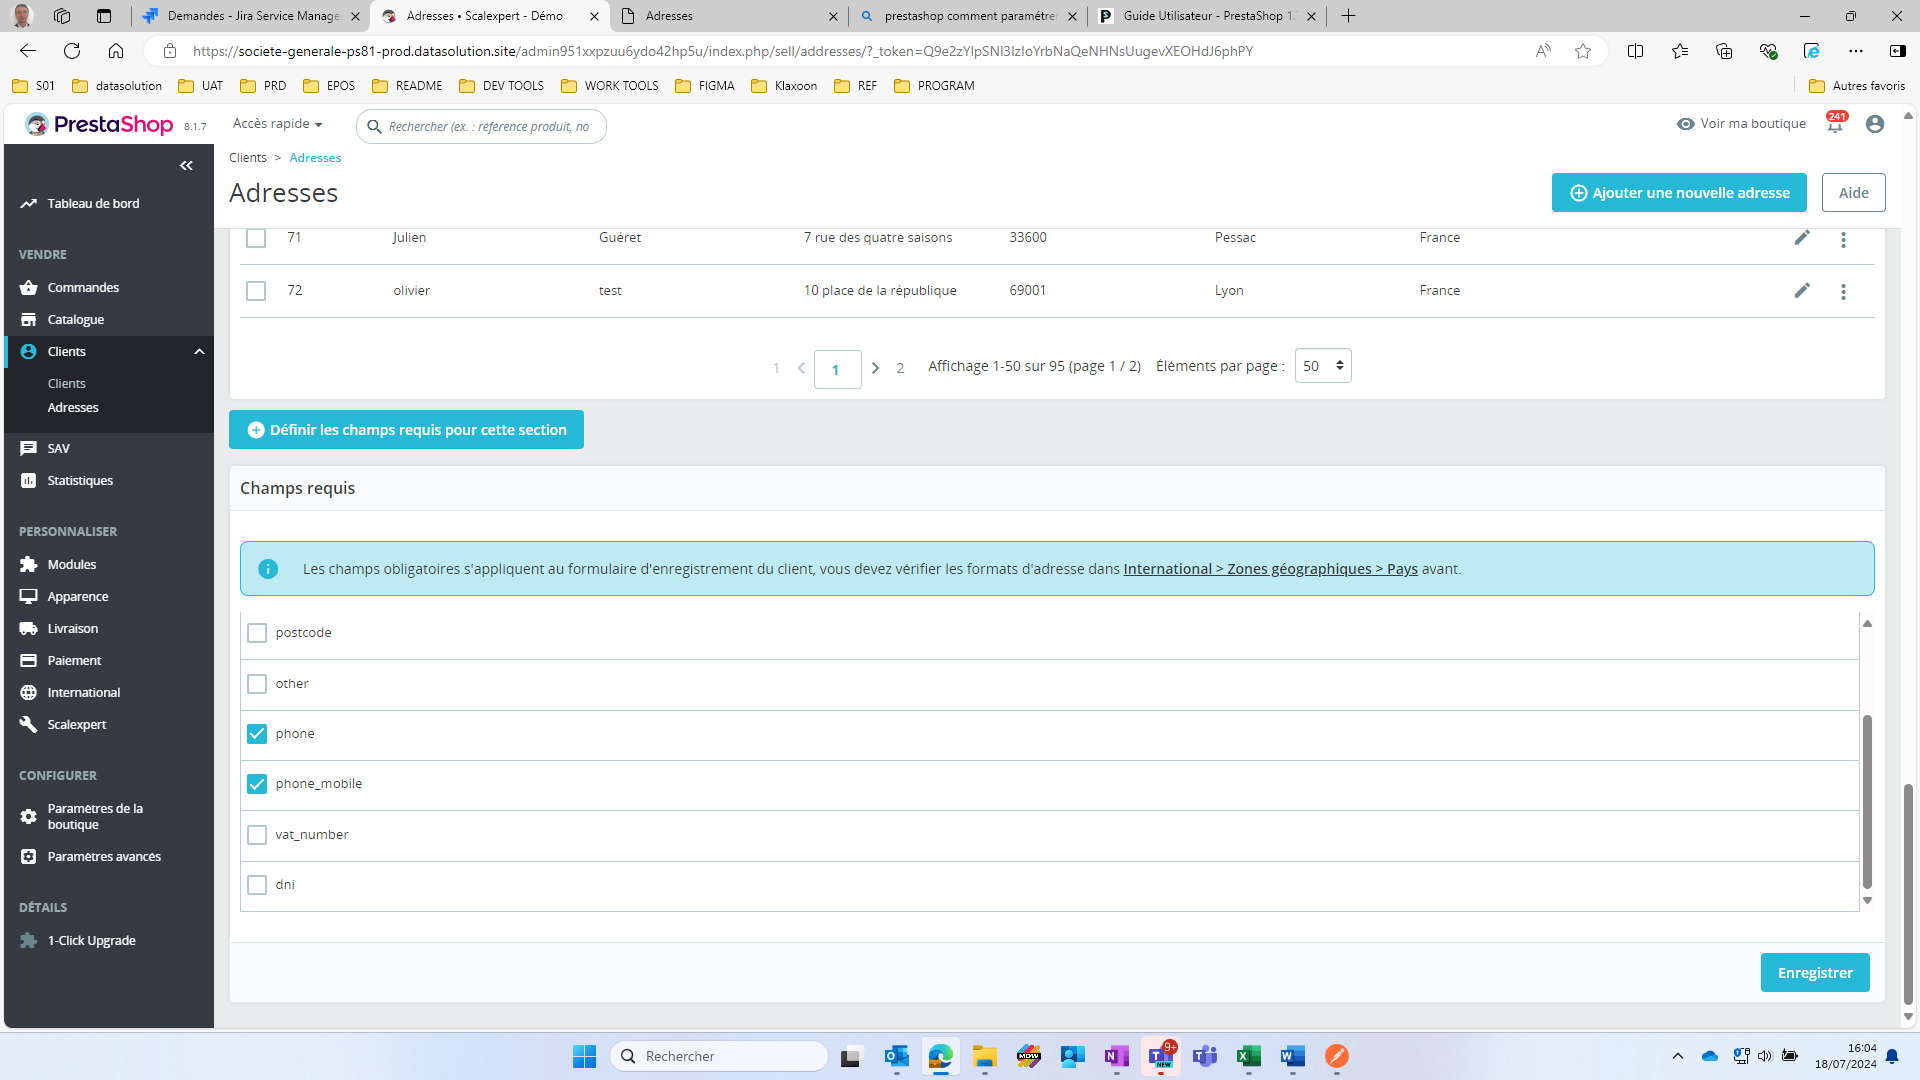 Demandes - Jira Service Manage
Adresses • Scalexpert - Démo
Adresses
prestashop comment paramétrer
Guide Utilisateur - PrestaShop 1.
https://societe-generale-ps81-prod.datasolution.site/admin951xxpzuu6ydo42hp5u/index.php/sell/addresses/?_token=Q9e2zYlpSNI3IzIoYrbNaQeNHNsUugevXEOHdJ6phPY
S01
datasolution
UAT
PRD
EPOS
README
DEV TOOLS
WORK TOOLS
FIGMA
Klaxoon
REF
PROGRAM
Autres favoris
PrestaShop 8.1.7
Accès rapide
Rechercher (ex. : référence produit, no
Voir ma boutique
241
Clients > Adresses
Adresses
Ajouter une nouvelle adresse
Aide
Tableau de bord
VENDRE
Commandes
Catalogue
Clients
Clients
Adresses
SAV
Statistiques
PERSONNALISER
Modules
Apparence
Livraison
Paiement
International
Scalexpert
CONFIGURER
Paramètres de la
boutique
Paramètres avancés
DÉTAILS
1-Click Upgrade
71 Julien Guéret 7 rue des quatre saisons 33600 Pessac France
72 olivier test 10 place de la république 69001 Lyon France
1 1 2 Affichage 1-50 sur 95 (page 1 / 2) Éléments par page : 50
Définir les champs requis pour cette section
Champs requis
Les champs obligatoires s'appliquent au formulaire d'enregistrement du client, vous devez vérifier les formats d'adresse dans International > Zones géographiques > Pays avant.
postcode
other
phone
phone_mobile
vat_number
dni
Enregistrer
Rechercher
MDW
9+
NEW
16:04
18/07/2024